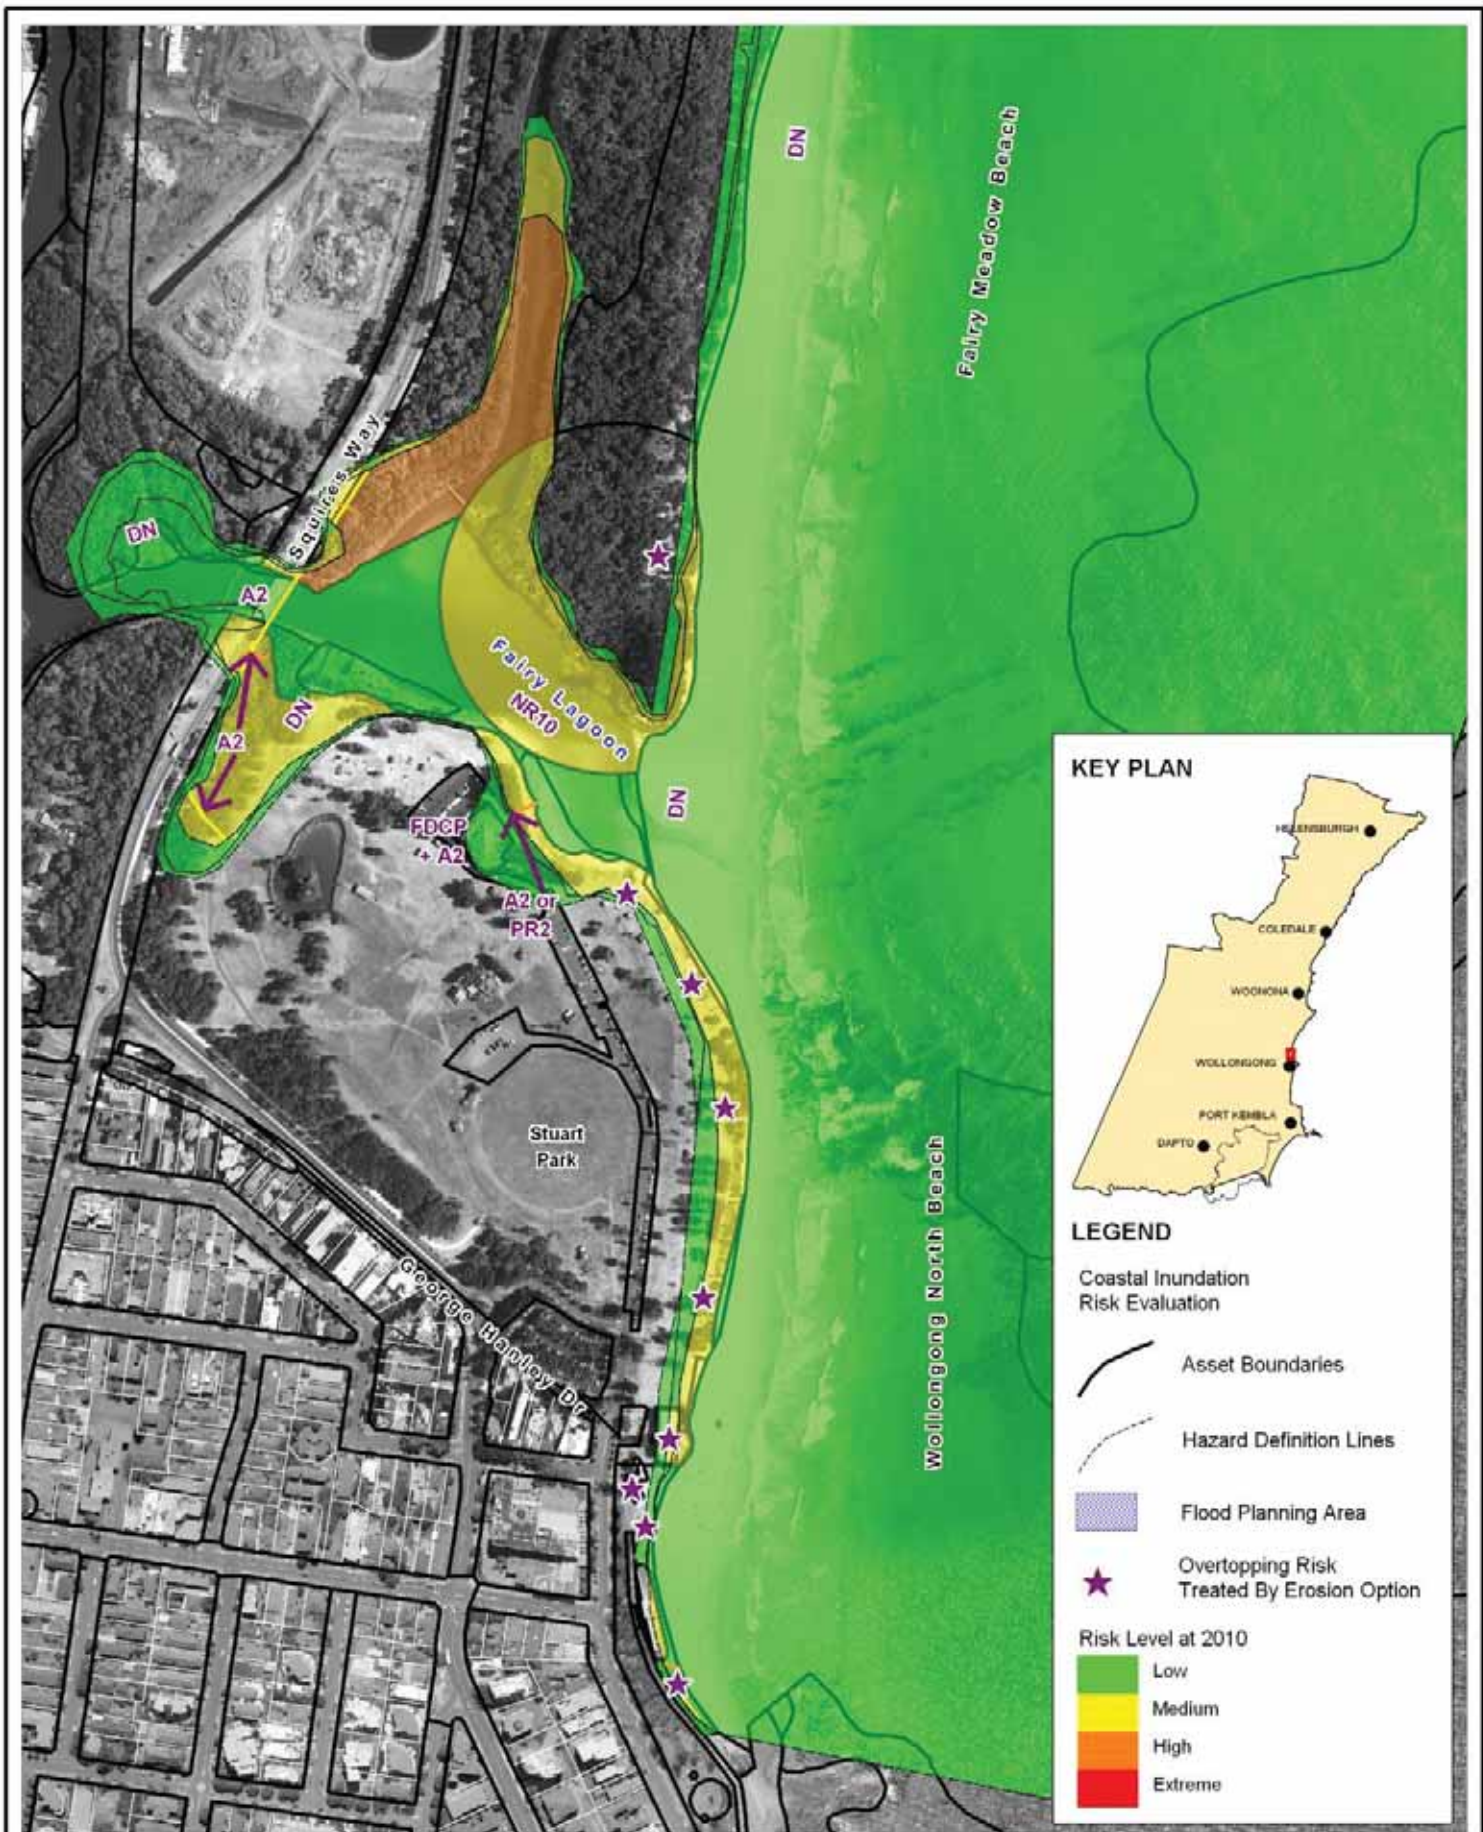 DN
Fairy Meadow Beach
Squires Way
DN
A2
Fairy Lagoon
NR10
DN
A2
DN
FDCP
+ A2
A2 or
PR2
Stuart
Park
George Hanley Dr
Wollongong North Beach
KEY PLAN
HELENSBURGH
COLEDALE
WOONONA
WOLLONGONG
PORT KEMBLA
DAPTO
LEGEND
Coastal Inundation
Risk Evaluation
Asset Boundaries
Hazard Definition Lines
Flood Planning Area
Overtopping Risk
Treated By Erosion Option
Risk Level at 2010
Low
Medium
High
Extreme